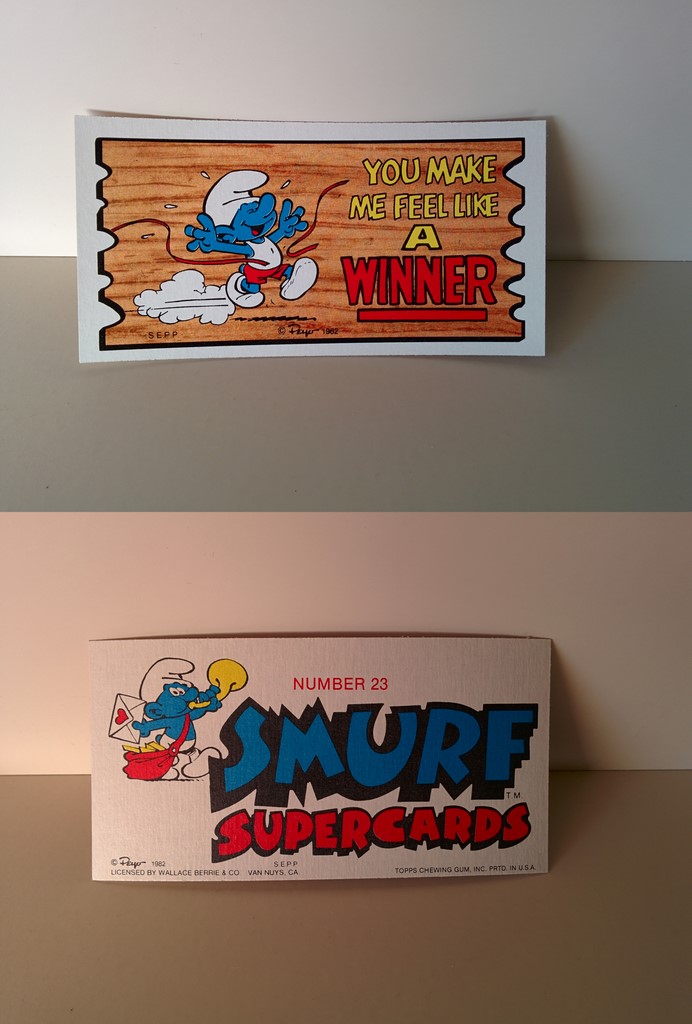 YOU MAKE
ME FEEL LIKE
A
WINNER
SEPP © Peyo 1982
NUMBER 23
SMURF
TM
SUPERCARDS
© Peyo 1982 SEPP
LICENSED BY WALLACE BERRIE & CO. VAN NUYS, CA TOPPS CHEWING GUM, INC. PRTD. IN U.S.A.